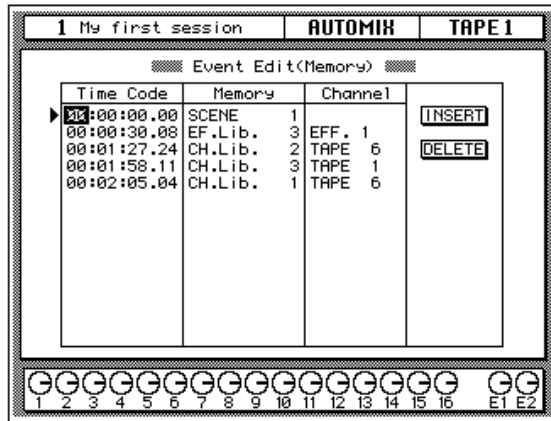 1 My first session AUTOMIX TAPE 1
Event Edit(Memory)
Time Code Memory Channel
00:00:00.00 SCENE 1 INSERT
00:00:30.08 EF.Lib. 3 EFF. 1
00:01:27.24 CH.Lib. 2 TAPE 6 DELETE
00:01:58.11 CH.Lib. 3 TAPE 1
00:02:05.04 CH.Lib. 1 TAPE 6
1 2 3 4 5 6 7 8 9 10 11 12 13 14 15 16 E1 E2